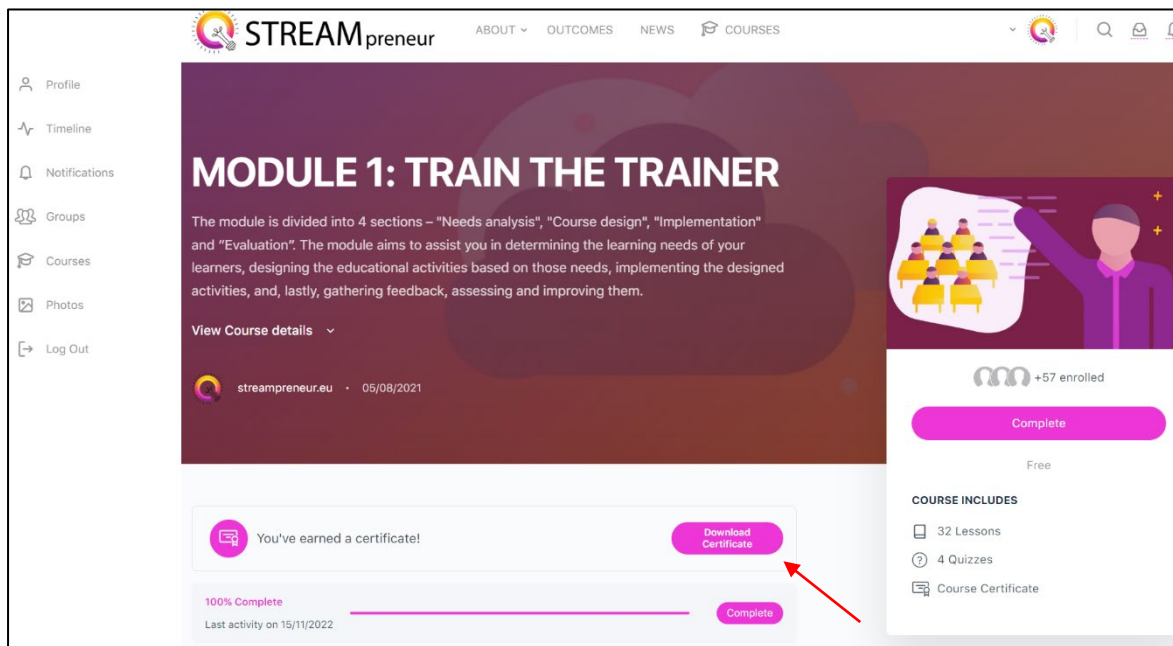 STREAMpreneur
ABOUT
OUTCOMES
NEWS
COURSES
Profile
Timeline
Notifications
Groups
Courses
Photos
Log Out
MODULE 1: TRAIN THE TRAINER
The module is divided into 4 sections – "Needs analysis", "Course design", "Implementation"
and "Evaluation". The module aims to assist you in determining the learning needs of your
learners, designing the educational activities based on those needs, implementing the designed
activities, and, lastly, gathering feedback, assessing and improving them.
View Course details
streampreneur.eu · 05/08/2021
+57 enrolled
Complete
Free
COURSE INCLUDES
32 Lessons
4 Quizzes
Course Certificate
You've earned a certificate!
Download
Certificate
100% Complete
Last activity on 15/11/2022
Complete